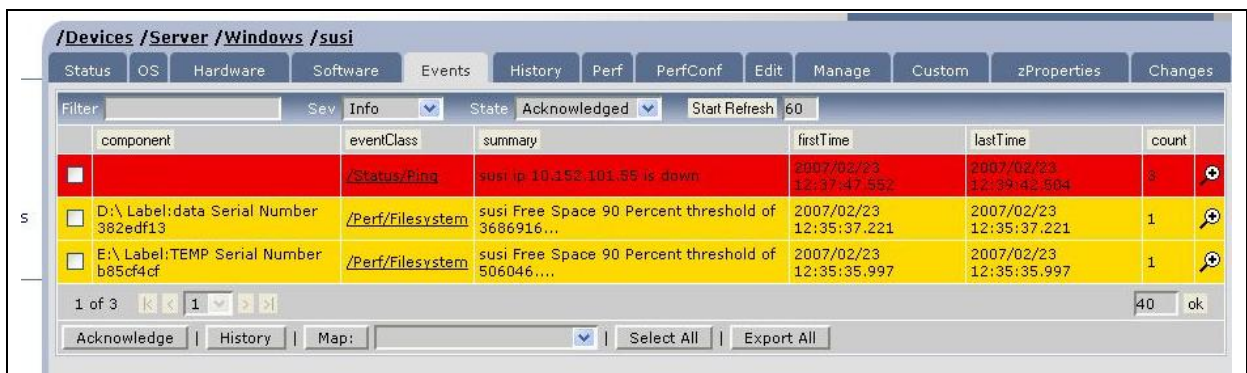 /Devices /Server /Windows /susi
Status OS Hardware Software Events History Perf PerfConf Edit Manage Custom zProperties Changes
Filter Sev Info State Acknowledged Start Refresh 60
component eventClass summary firstTime lastTime count
/Status/Ping susi ip 10.152.101.55 is down 2007/02/23 2007/02/23 3
12:37:47.552 12:39:42.504
D:\ Label:data Serial Number /Perf/Filesystem susi Free Space 90 Percent threshold of 2007/02/23 2007/02/23 1
382edf13 3686916... 12:35:37.221 12:35:37.221
E:\ Label:TEMP Serial Number /Perf/Filesystem susi Free Space 90 Percent threshold of 2007/02/23 2007/02/23 1
b85cf4cf 506046.... 12:35:35.997 12:35:35.997
s
1 of 3 |< < 1 > >| 40 ok
Acknowledge | History | Map: | Select All | Export All